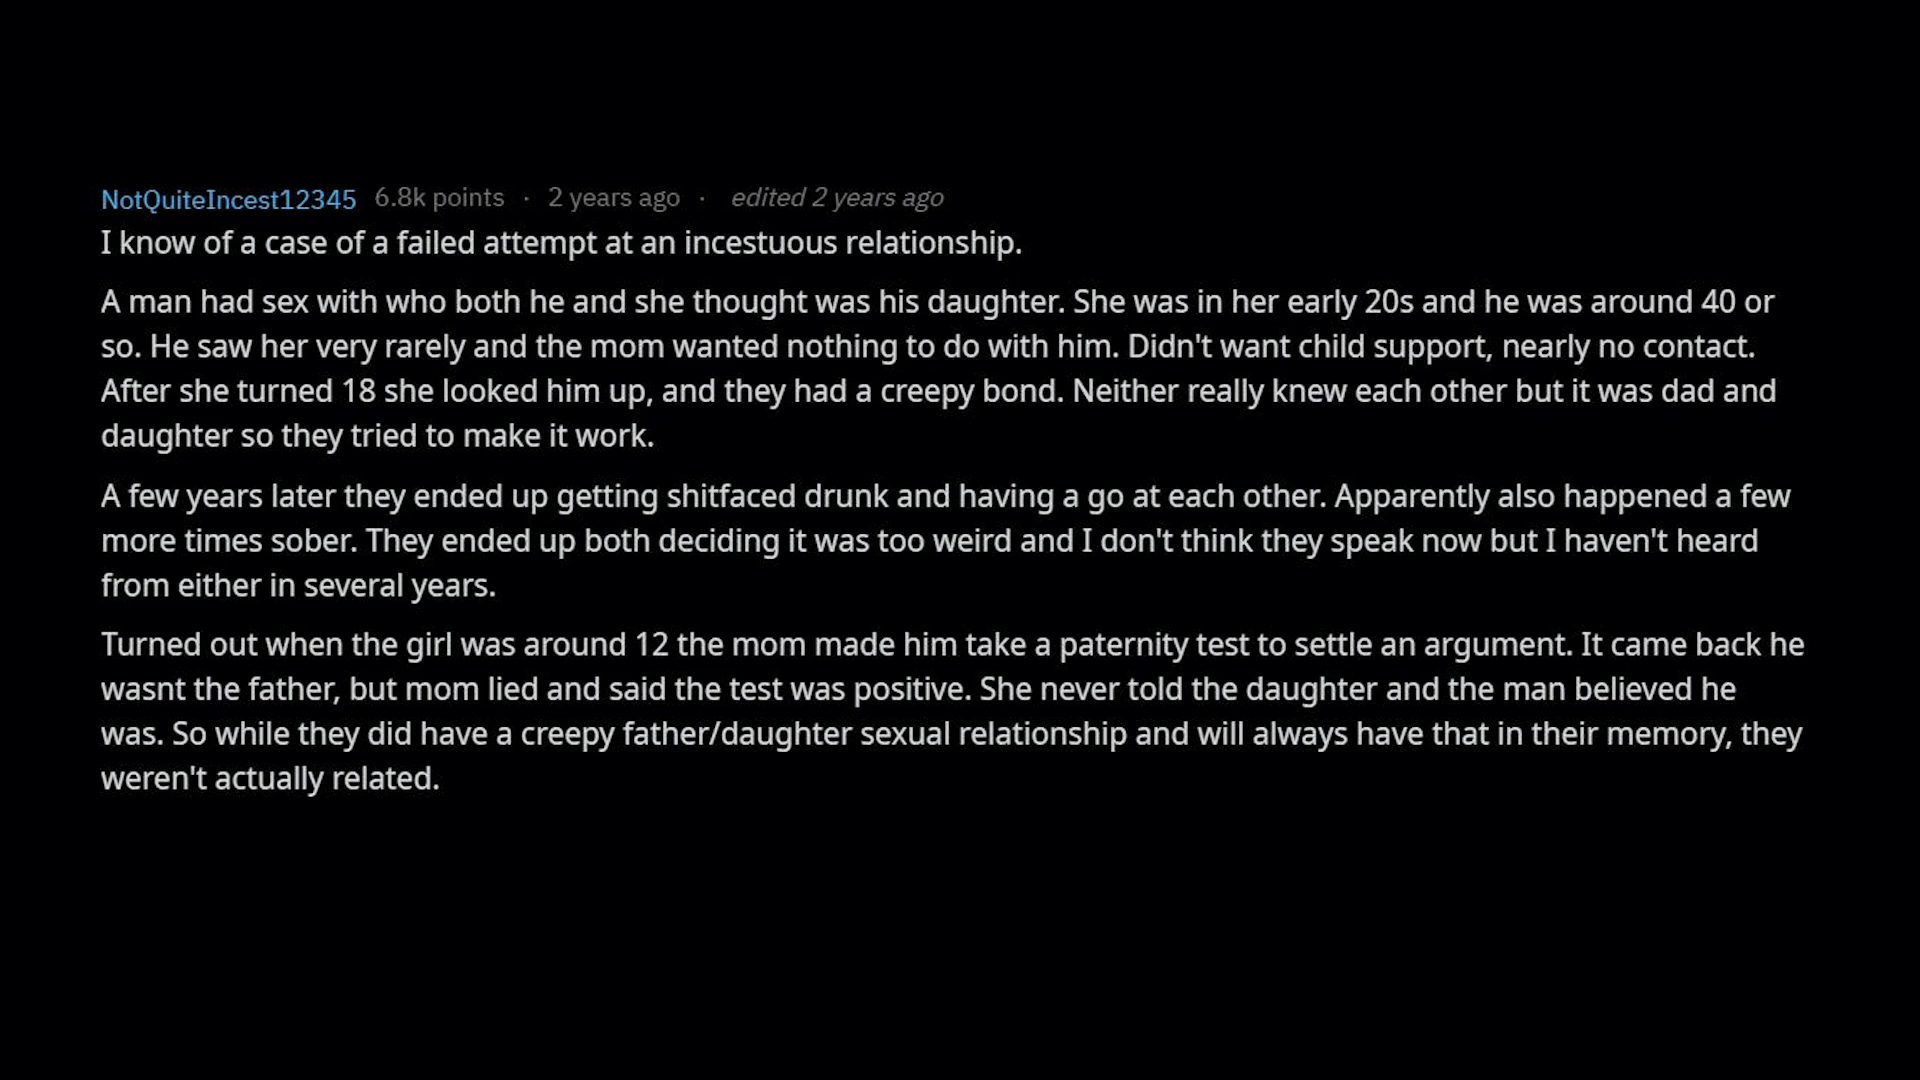 NotQuiteIncest12345 6.8k points · 2 years ago · edited 2 years ago
I know of a case of a failed attempt at an incestuous relationship.
A man had sex with who both he and she thought was his daughter. She was in her early 20s and he was around 40 or
so. He saw her very rarely and the mom wanted nothing to do with him. Didn't want child support, nearly no contact.
After she turned 18 she looked him up, and they had a creepy bond. Neither really knew each other but it was dad and
daughter so they tried to make it work.
A few years later they ended up getting shitfaced drunk and having a go at each other. Apparently also happened a few
more times sober. They ended up both deciding it was too weird and I don't think they speak now but I haven't heard
from either in several years.
Turned out when the girl was around 12 the mom made him take a paternity test to settle an argument. It came back he
wasnt the father, but mom lied and said the test was positive. She never told the daughter and the man believed he
was. So while they did have a creepy father/daughter sexual relationship and will always have that in their memory, they
weren't actually related.